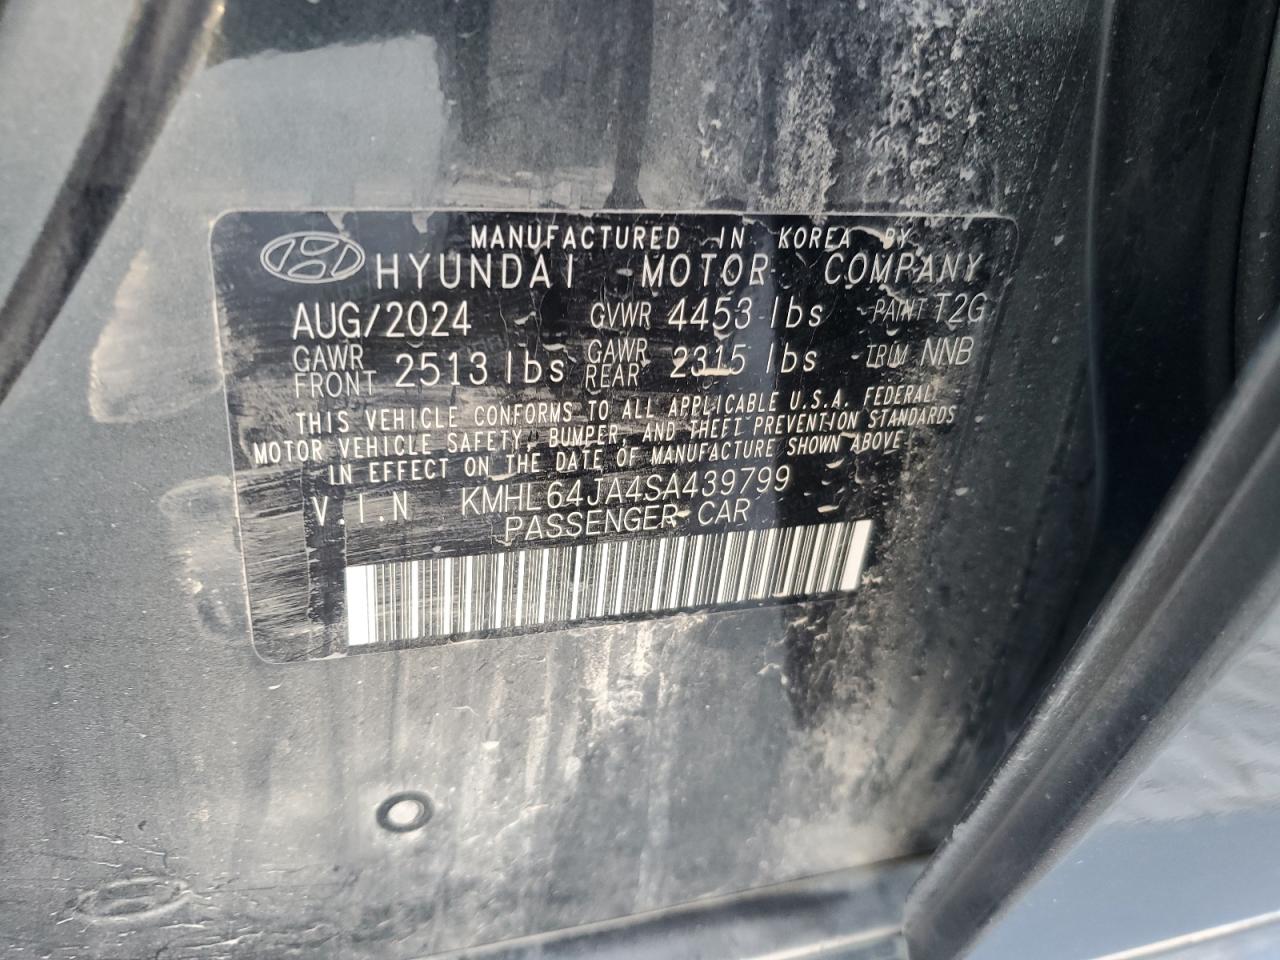 MANUFACTURED IN KOREA BY
HYUNDAI MOTOR COMPANY
AUG/2024 GVWR 4453 lbs PAINT T2G
GAWR FRONT 2513 lbs GAWR REAR 2315 lbs TRIM NNB
THIS VEHICLE CONFORMS TO ALL APPLICABLE U.S.A. FEDERAL
MOTOR VEHICLE SAFETY, BUMPER, AND THEFT PREVENTION STANDARDS
IN EFFECT ON THE DATE OF MANUFACTURE SHOWN ABOVE
V.I.N KMHL64JA4SA439799
PASSENGER CAR